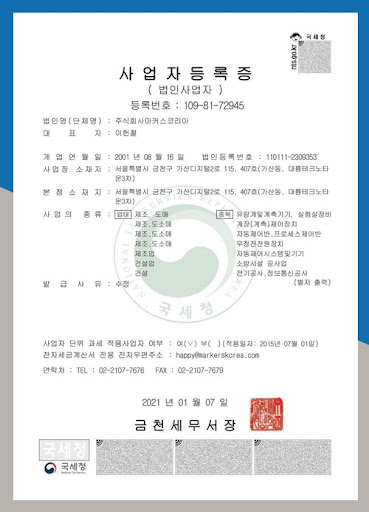 국세청
nts.go.kr
사업자등록증
( 법인사업자 )
등록번호 : 109-81-72945
법인명(단체명) : 주식회사마커스코리아
대 표 자 : 이헌철
개 업 연 월 일 : 2001 년 08 월 16 일 법인등록번호 : 110111-2309353
사업장 소재지 : 서울특별시 금천구 가산디지털2로 115, 407호(가산동, 대륭테크노타
운3차)
본 점 소 재 지 : 서울특별시 금천구 가산디지털2로 115, 407호(가산동, 대륭테크노타
운3차)
사 업 의 종 류 : 업태 제조, 도매 종목 유량계및계측기기, 실험실장비
제조,도소매 계장(계측)제어장치
제조,도소매 자동제어반,프로세스제어반
제조,도소매 무정전전원장치
제조업 자동제어시스템및기기
건설업 소방시설 공사업
건설 전기공사,정보통신공사
발 급 사 유 : 수정 (별지 출력)
NATIONAL TAX SERVICE REPUBLIC
국세청
사업자 단위 과세 적용사업자 여부 : 여(∨) 부( ) (적용일자: 2015년 07월 01일)
전자세금계산서 전용 전자우편주소 : happy@markerskorea.com
연락처 : TEL : 02-2107-7676 FAX : 02-2107-7679
2021 년 01 월 07 일
금천세무서장
국세청
국세청